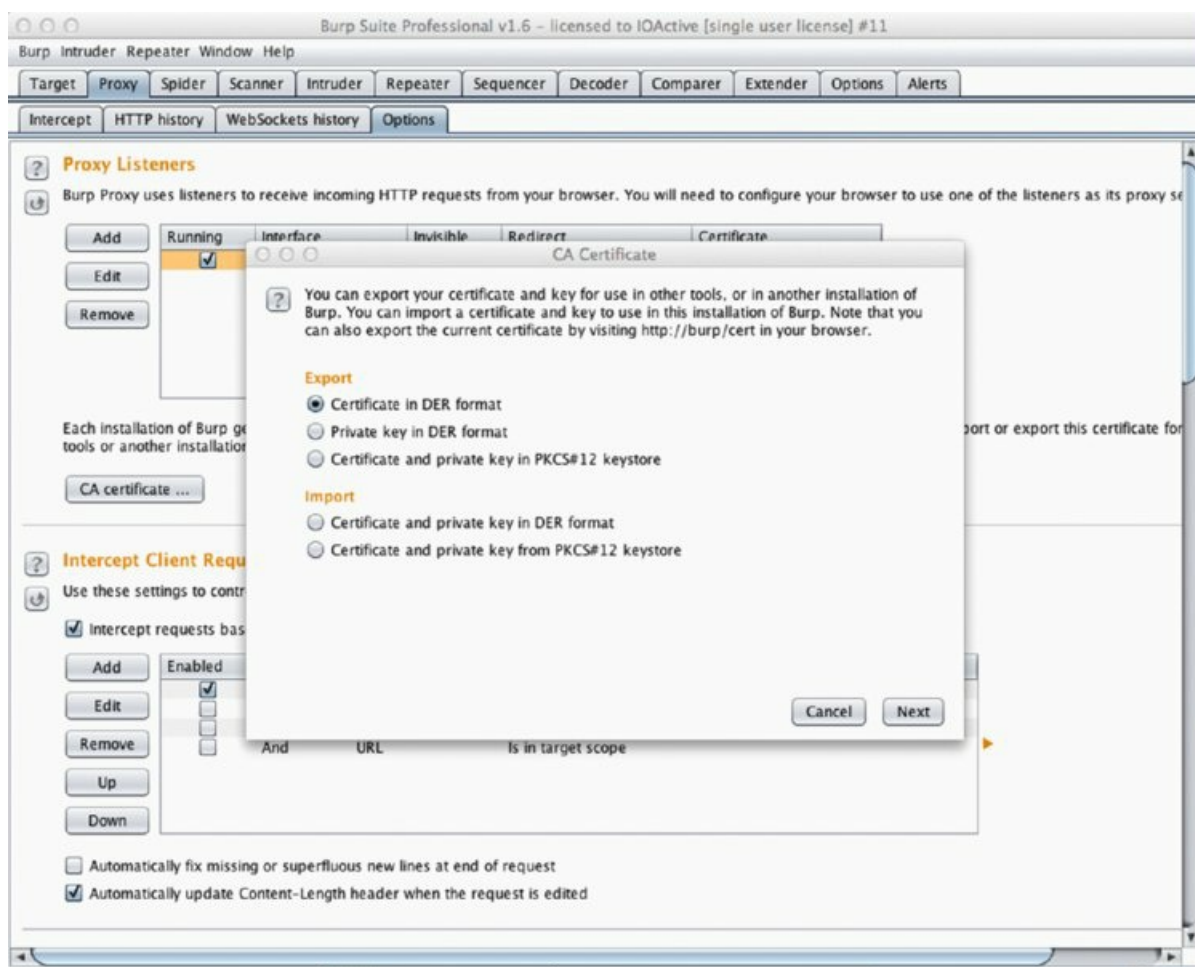 Burp Suite Professional v1.6 – licensed to IOActive [single user license] #11
Burp Intruder Repeater Window Help
Target Proxy Spider Scanner Intruder Repeater Sequencer Decoder Comparer Extender Options Alerts
Intercept HTTP history WebSockets history Options
? Proxy Listeners
Burp Proxy uses listeners to receive incoming HTTP requests from your browser. You will need to configure your browser to use one of the listeners as its proxy se
Add Running Interface Invisible Redirect Certificate
Edit
Remove
CA Certificate
? You can export your certificate and key for use in other tools, or in another installation of
Burp. You can import a certificate and key to use in this installation of Burp. Note that you
can also export the current certificate by visiting http://burp/cert in your browser.
Export
Certificate in DER format
Private key in DER format
Certificate and private key in PKCS#12 keystore
Import
Certificate and private key in DER format
Certificate and private key from PKCS#12 keystore
Cancel Next
Each installation of Burp ge
port or export this certificate for
tools or another installation
CA certificate ...
? Intercept Client Requ
Use these settings to contr
Intercept requests bas
Add Enabled
Edit
Remove And URL Is in target scope
Up
Down
Automatically fix missing or superfluous new lines at end of request
Automatically update Content-Length header when the request is edited